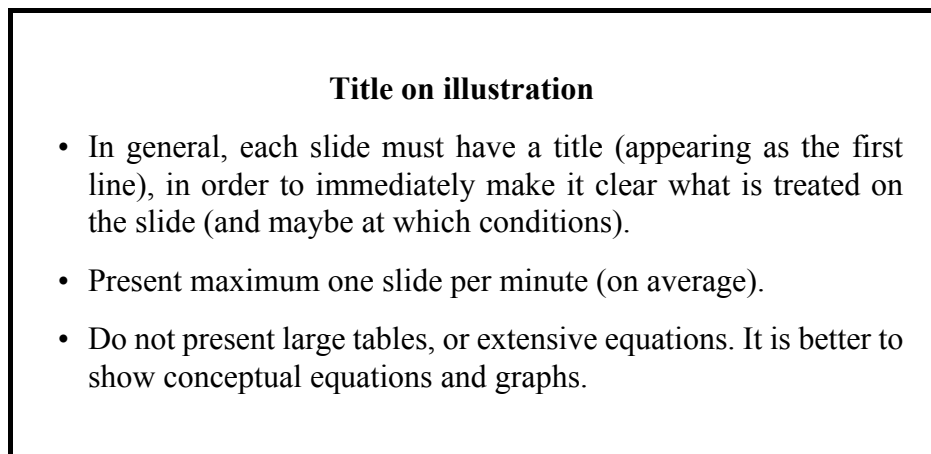 Title on illustration
• In general, each slide must have a title (appearing as the first
line), in order to immediately make it clear what is treated on
the slide (and maybe at which conditions).
• Present maximum one slide per minute (on average).
• Do not present large tables, or extensive equations. It is better to
show conceptual equations and graphs.